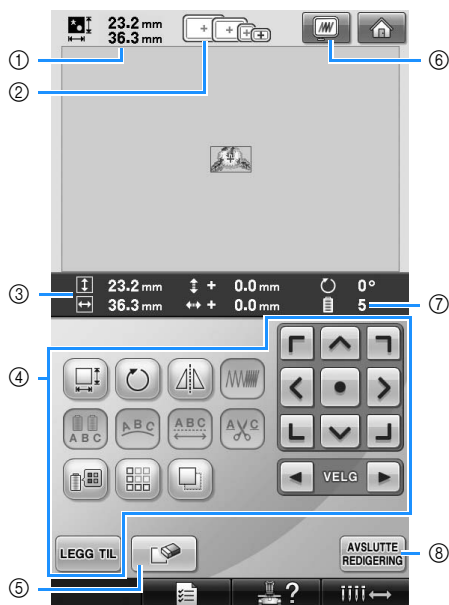 23.2 mm
36.3 mm
① ② ⑥
23.2 mm + 0.0 mm 0°
36.3 mm + 0.0 mm 5
③ ⑦
④
A B C A B C A B C A C
VELG
LEGG TIL AVSLUTTE REDIGERING
⑤ ⑧
?